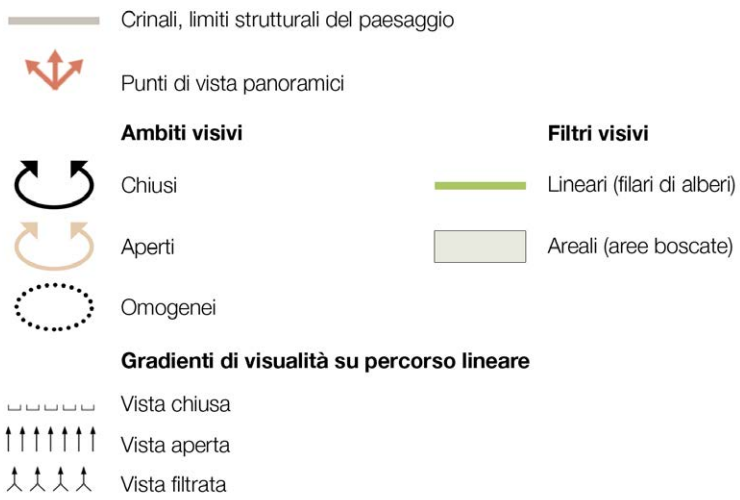 Crinali, limiti strutturali del paesaggio
Punti di vista panoramici
Ambiti visivi
Chiusi
Aperti
Omogenei
Filtri visivi
Lineari (filari di alberi)
Areali (aree boscate)
Gradienti di visualità su percorso lineare
Vista chiusa
Vista aperta
Vista filtrata